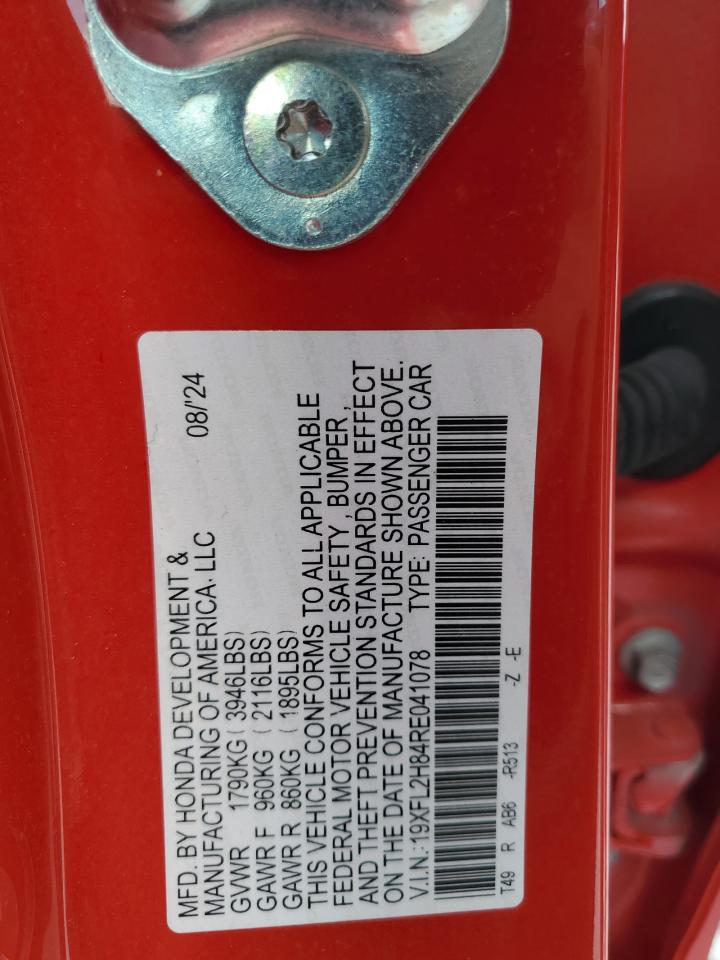 MFD. BY HONDA DEVELOPMENT & 08/'24
MANUFACTURING OF AMERICA. LLC
GVWR 1790KG ( 3946LBS)
GAWR F 960KG ( 2116LBS)
GAWR R 860KG ( 1895LBS)
THIS VEHICLE CONFORMS TO ALL APPLICABLE
FEDERAL MOTOR VEHICLE SAFETY , BUMPER ,
AND THEFT PREVENTION STANDARDS IN EFFECT
ON THE DATE OF MANUFACTURE SHOWN ABOVE.
V.I.N.:19XFL2H84RE041078 TYPE: PASSENGER CAR
T49 R AB6 -R513 -Z -E